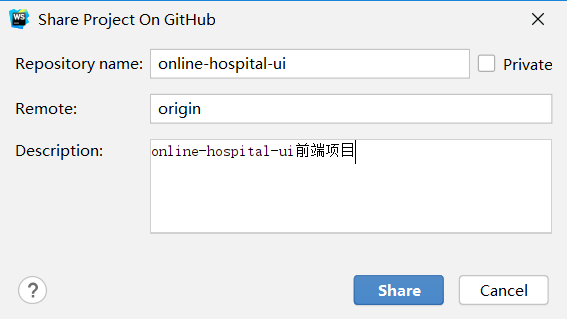 WS Share Project On GitHub
Repository name: online-hospital-ui Private
Remote: origin
Description: online-hospital-ui前端项目
? Share Cancel